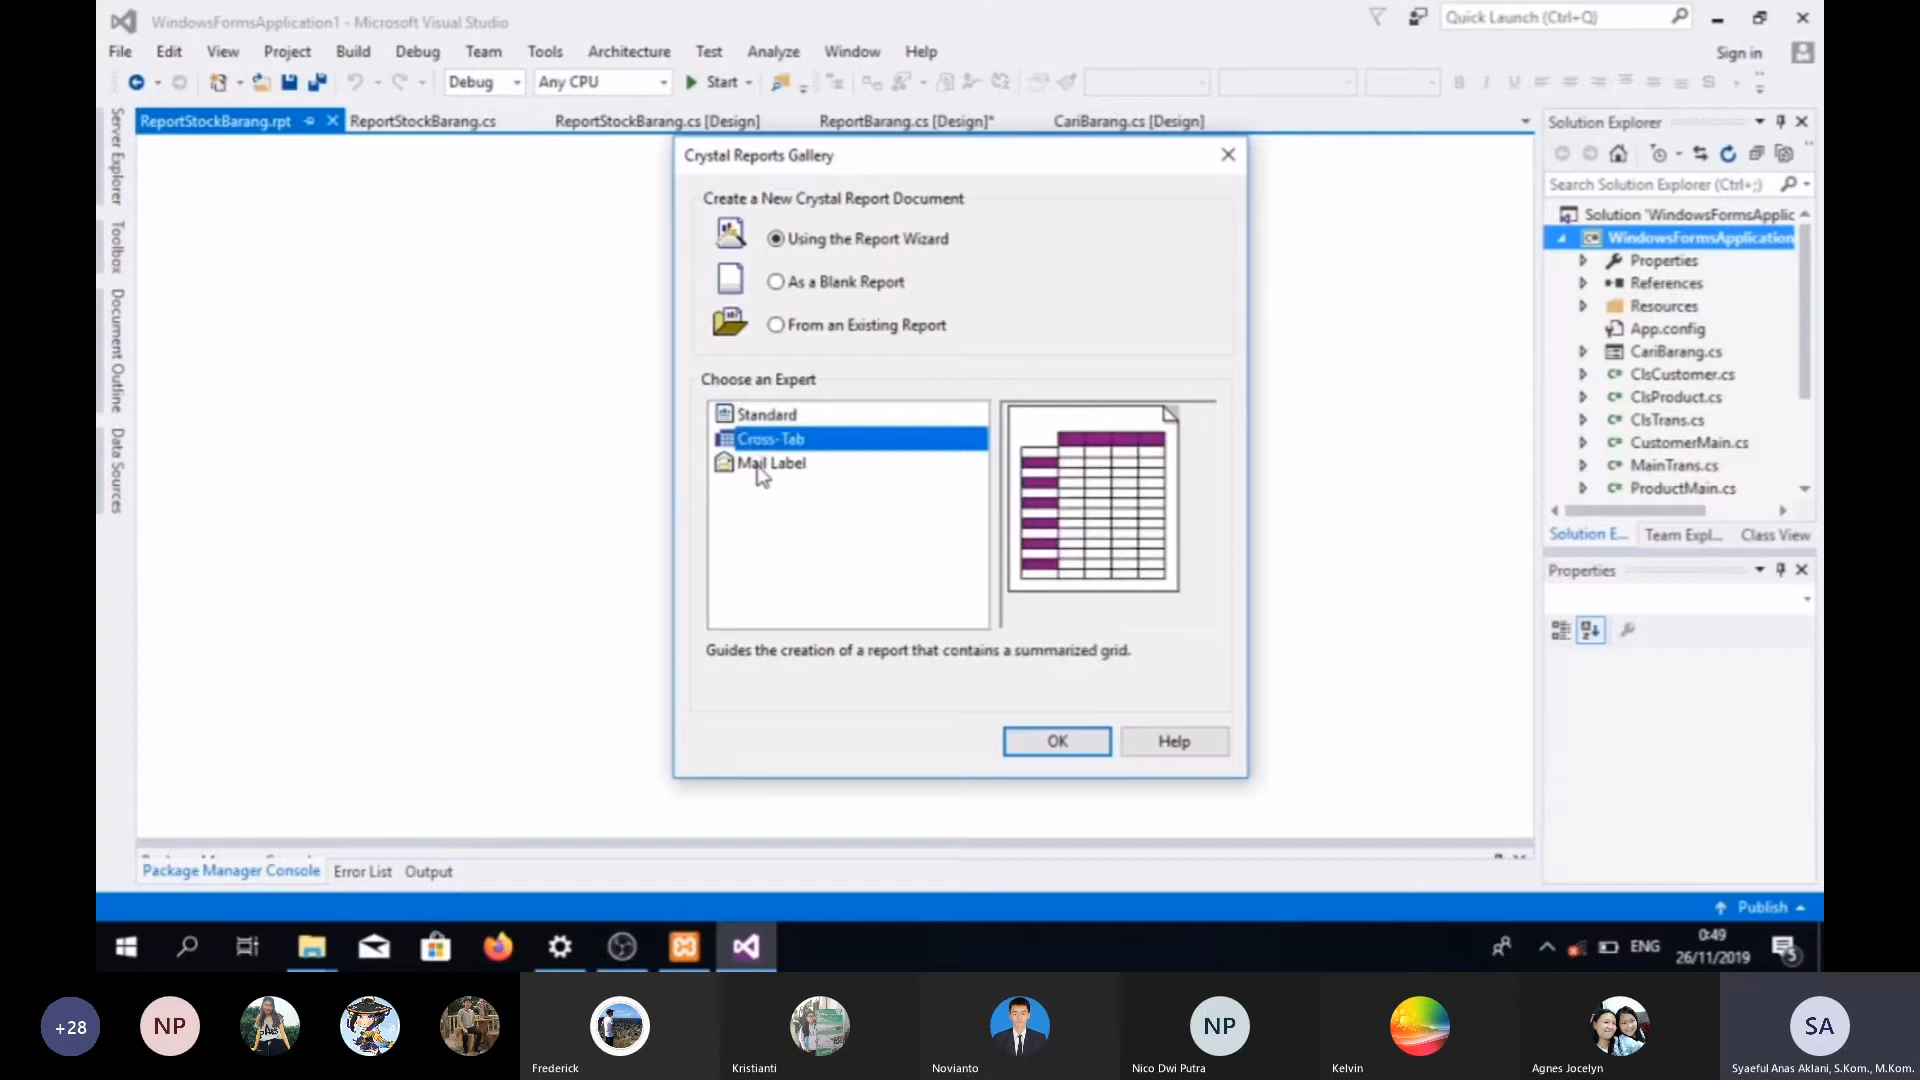 WindowsFormsApplication1 - Microsoft Visual Studio
Quick Launch (Ctrl+Q)
File Edit View Project Build Debug Team Tools Architecture Test Analyze Window Help
Sign in
Debug Any CPU Start
B I U
ReportStockBarang.rpt ReportStockBarang.cs ReportStockBarang.cs [Design] ReportBarang.cs [Design]* CariBarang.cs [Design]
Server Explorer
Toolbox
Document Outline
Data Sources
Crystal Reports Gallery
Create a New Crystal Report Document
Using the Report Wizard
As a Blank Report
From an Existing Report
Choose an Expert
Standard
Cross-Tab
Mail Label
Guides the creation of a report that contains a summarized grid.
OK Help
Solution Explorer
Search Solution Explorer (Ctrl+;)
Solution 'WindowsFormsApplic
WindowsFormsApplication
Properties
References
Resources
App.config
CariBarang.cs
ClsCustomer.cs
ClsProduct.cs
ClsTrans.cs
CustomerMain.cs
MainTrans.cs
ProductMain.cs
Solution E... Team Expl... Class View
Properties
Package Manager Console Error List Output
Publish
ENG
0:49
26/11/2019
5
+28
NP
NP
SA
Frederick
Kristianti
Novianto
Nico Dwi Putra
Kelvin
Agnes Jocelyn
Syaeful Anas Aklani, S.Kom., M.Kom.